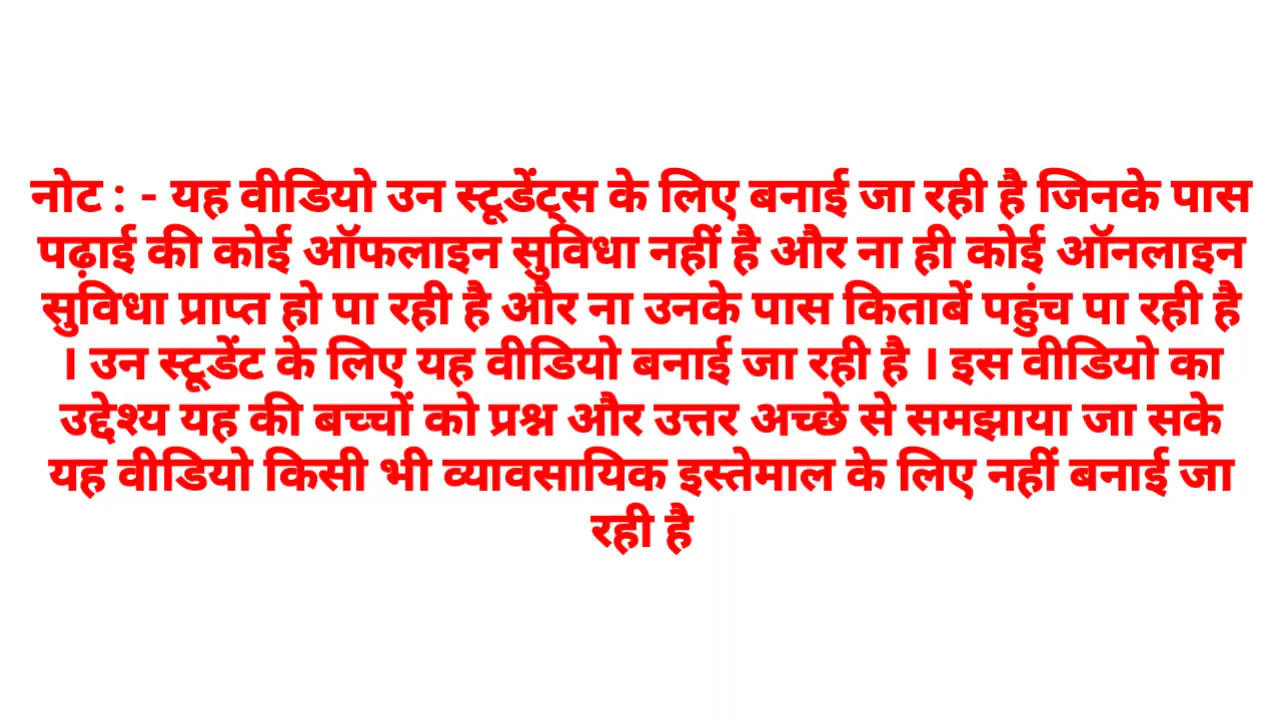 नोट : - यह वीडियो उन स्टूडेंट्स के लिए बनाई जा रही है जिनके पास
पढ़ाई की कोई ऑफलाइन सुविधा नहीं है और ना ही कोई ऑनलाइन
सुविधा प्राप्त हो पा रही है और ना उनके पास किताबें पहुंच पा रही है
। उन स्टूडेंट के लिए यह वीडियो बनाई जा रही है । इस वीडियो का
उद्देश्य यह की बच्चों को प्रश्न और उत्तर अच्छे से समझाया जा सके
यह वीडियो किसी भी व्यावसायिक इस्तेमाल के लिए नहीं बनाई जा
रही है